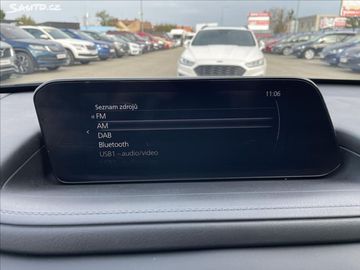 Sauto.cz
11:06
Seznam zdrojů
FM
AM
DAB
Bluetooth
USB1 - audio/video